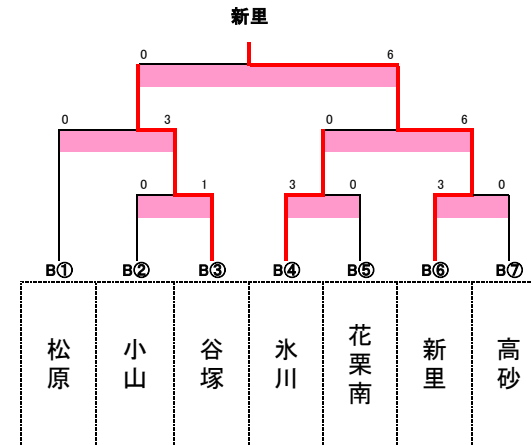 新里
0 6
0 3 0 6
0 1 3 0 3 0
B① B② B③ B④ B⑤ B⑥ B⑦
松原 小山 谷塚 氷川 花栗南 新里 高砂